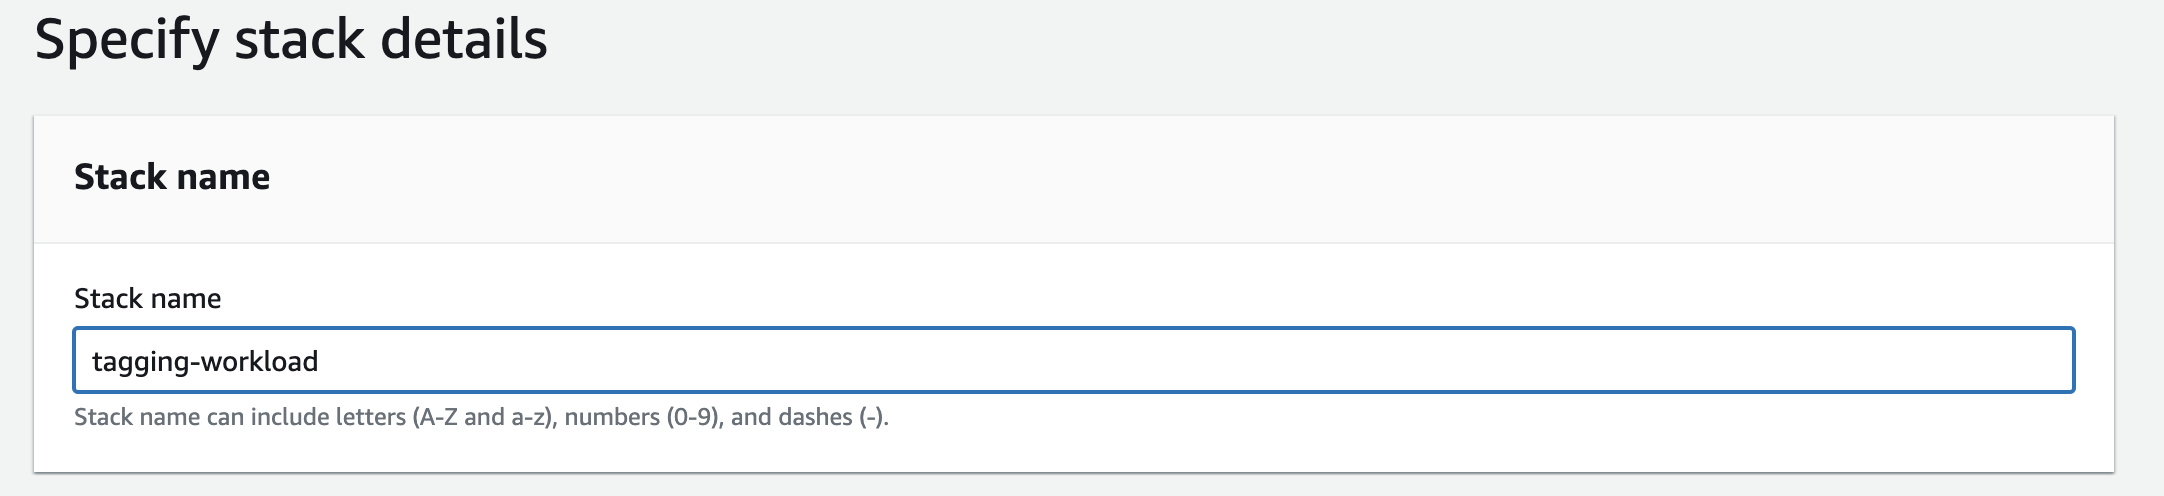 Specify stack details
Stack name
Stack name
tagging-workload
Stack name can include letters (A-Z and a-z), numbers (0-9), and dashes (-).